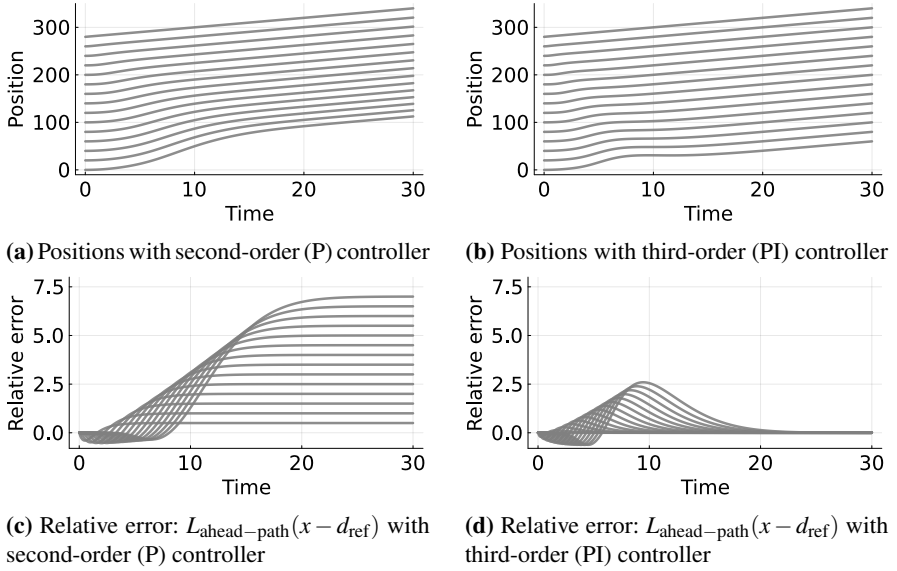 300
200
100
0
Position
0
10
20
30
Time
300
200
100
0
Position
0
10
20
30
Time
(a) Positions with second-order (P) controller
(b) Positions with third-order (PI) controller
7.5
5.0
2.5
0.0
Relative error
0
10
20
30
Time
7.5
5.0
2.5
0.0
Relative error
0
10
20
30
Time
(c) Relative error: L_ahead−path(x − d_ref) with
second-order (P) controller
(d) Relative error: L_ahead−path(x − d_ref) with
third-order (PI) controller